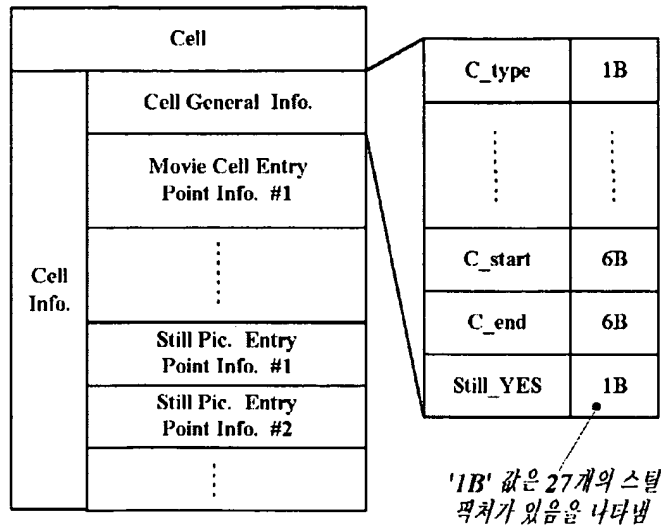 Cell
Cell General Info.
Movie Cell Entry
Point Info. #1
Cell
Info.
Still Pic. Entry
Point Info. #1
Still Pic. Entry
Point Info. #2
C_type 1B
C_start 6B
C_end 6B
Still_YES 1B
'1B' 값은 27개의 스틸
픽처가 있음을 나타냄